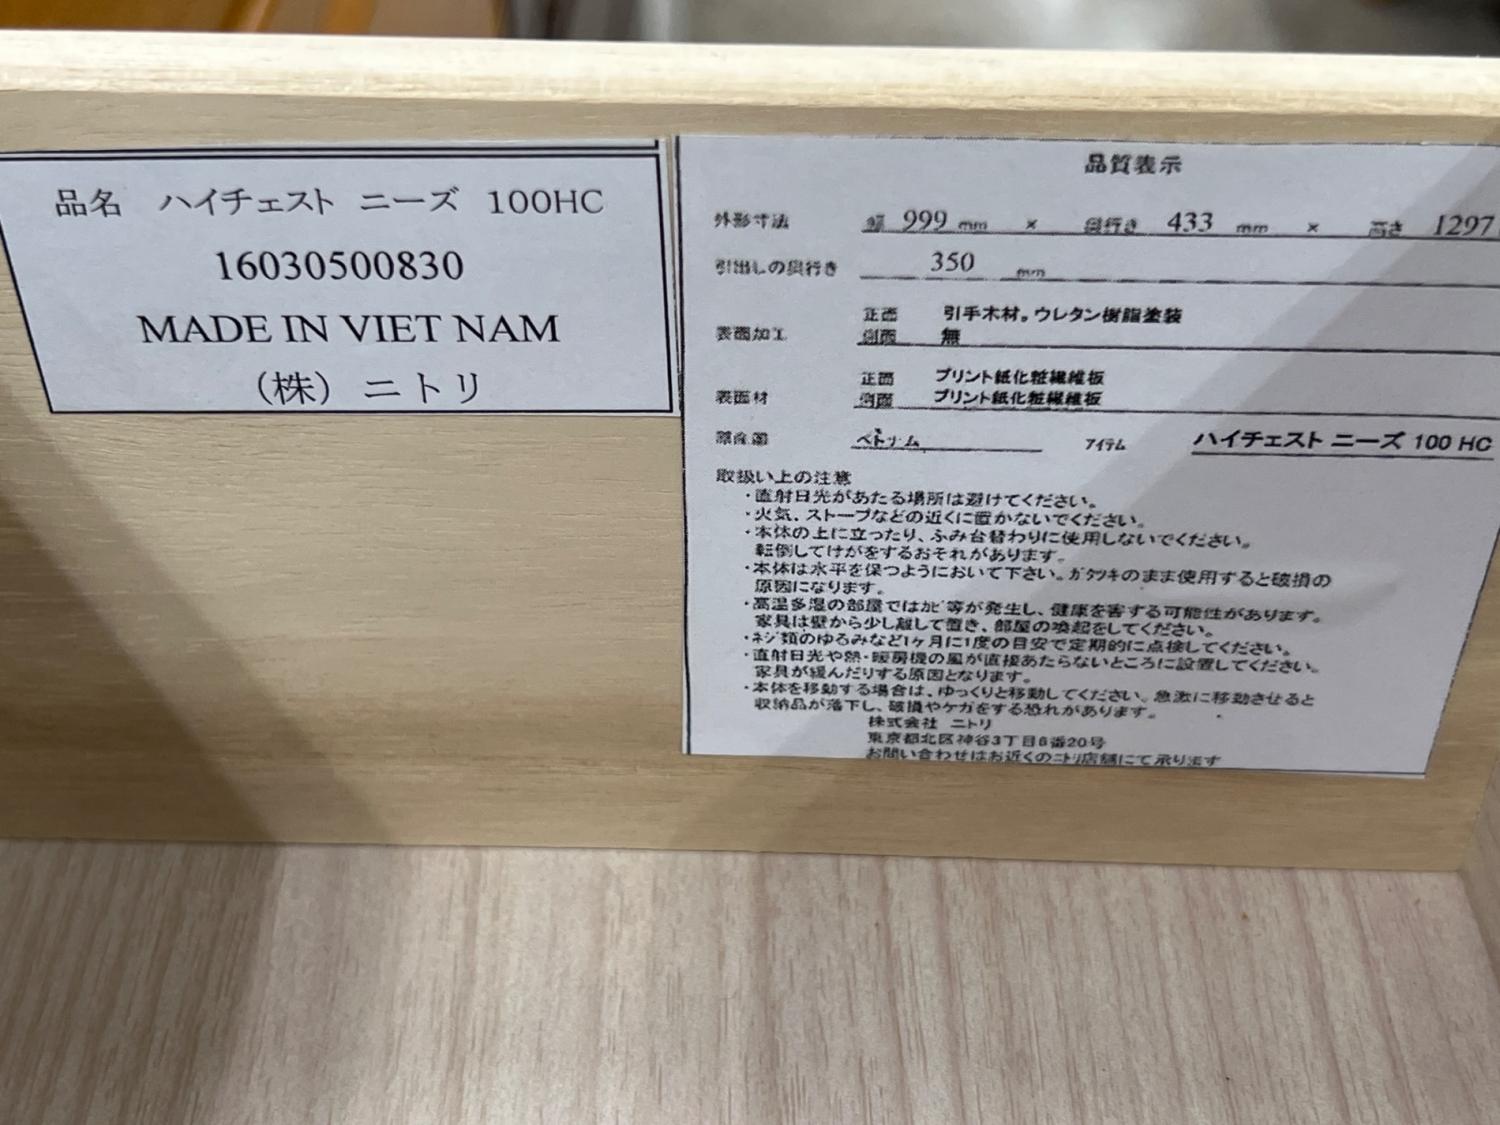 品名 ハイチェスト ニーズ 100HC
16030500830
MADE IN VIET NAM
（株）ニトリ
品質表示
外形寸法 幅 999 mm × 奥行き 433 mm × 高さ 1297
引出しの奥行き 350 mm
表面加工 正面 引手木材。ウレタン樹脂塗装
側面 無
表面材 正面 プリント紙化粧繊維板
側面 プリント紙化粧繊維板
原産国 ベトナム アイテム ハイチェスト ニーズ 100 HC
取扱い上の注意
・直射日光があたる場所は避けてください。
・火気、ストーブなどの近くに置かないでください。
・本体の上に立ったり、ふみ台替わりに使用しないでください。
転倒してけがをするおそれがあります。
・本体は水平を保つようにおいて下さい。ガタツキのまま使用すると破損の
原因になります。
・高温多湿の部屋ではカビ等が発生し、健康を害する可能性があります。
家具は壁から少し離して置き、部屋の喚起をしてください。
・ネジ類のゆるみなど1ヶ月に1度の目安で定期的に点検してください。
・直射日光や熱・暖房機の風が直接あたらないところに設置してください。
家具が緩んだりする原因となります。
・本体を移動する場合は、ゆっくりと移動してください。急激に移動させると
収納品が落下し、破損やケガをする恐れがあります。
株式会社 ニトリ
東京都北区神谷3丁目6番20号
お問い合わせはお近くのニトリ店舗にて承ります